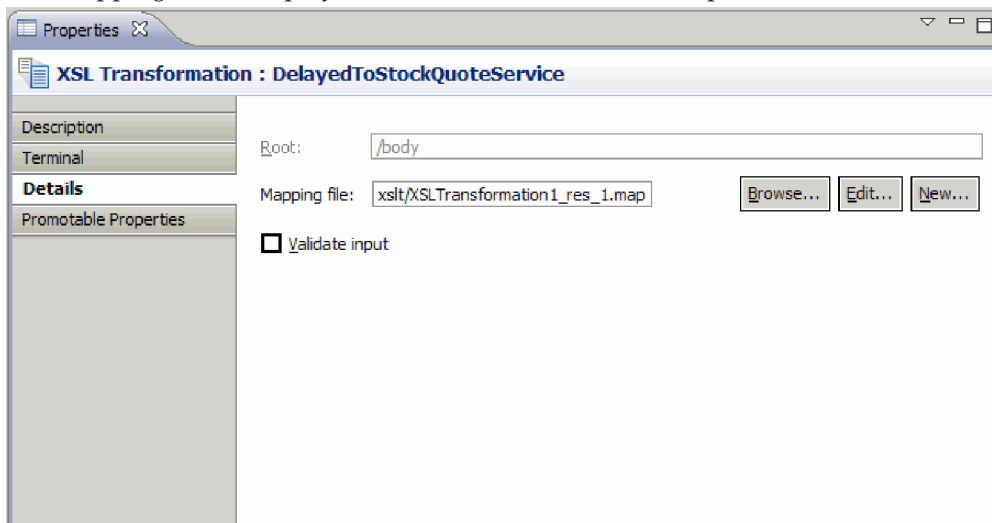 Properties
XSL Transformation : DelayedToStockQuoteService
Description
Terminal
Details
Promotable Properties
Root: /body
Mapping file: xslt/XSLTransformation1_res_1.map Browse... Edit... New...
Validate input